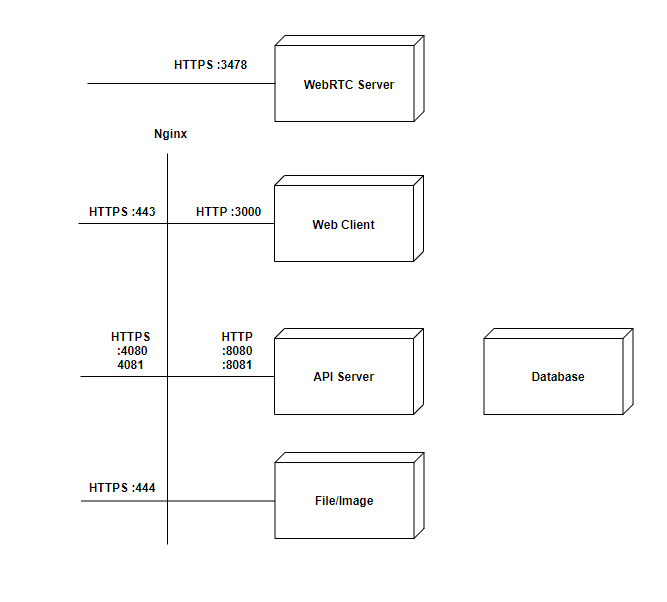 HTTPS :3478
WebRTC Server
Nginx
HTTPS :443
HTTP :3000
Web Client
HTTPS
:4080
4081
HTTP
:8080
:8081
API Server
Database
HTTPS :444
File/Image